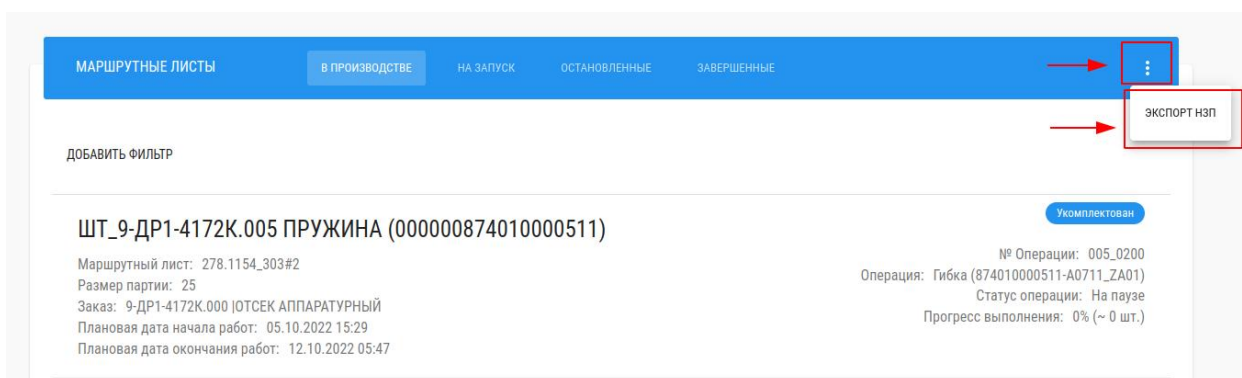 МАРШРУТНЫЕ ЛИСТЫ В ПРОИЗВОДСТВЕ НА ЗАПУСК ОСТАНОВЛЕННЫЕ ЗАВЕРШЕННЫЕ
ЭКСПОРТ НЗП
ДОБАВИТЬ ФИЛЬТР
Укомплектован
ШТ_9-ДР1-4172К.005 ПРУЖИНА (000000874010000511)
Маршрутный лист: 278.1154_303#2
Размер партии: 25
Заказ: 9-ДР1-4172К.000 |ОТСЕК АППАРАТУРНЫЙ
Плановая дата начала работ: 05.10.2022 15:29
Плановая дата окончания работ: 12.10.2022 05:47
№ Операции: 005_0200
Операция: Гибка (874010000511-A0711_ZA01)
Статус операции: На паузе
Прогресс выполнения: 0% (~ 0 шт.)